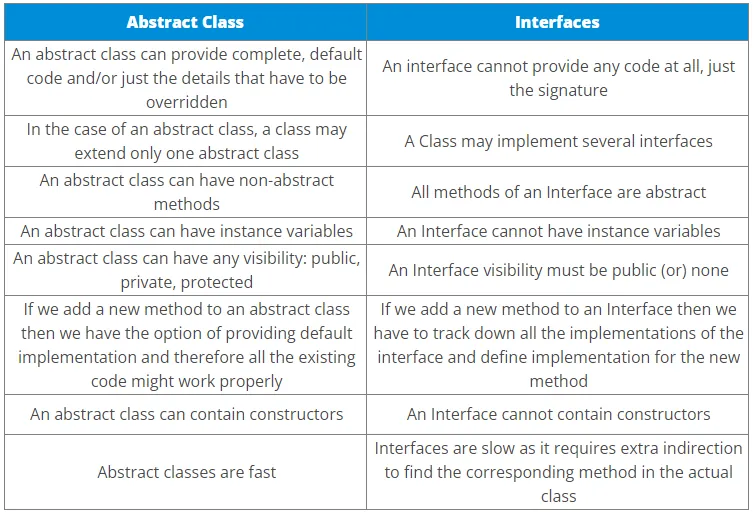 Abstract Class
Interfaces
An abstract class can provide complete, default
code and/or just the details that have to be
overridden
An interface cannot provide any code at all, just
the signature
In the case of an abstract class, a class may
extend only one abstract class
A Class may implement several interfaces
An abstract class can have non-abstract
methods
All methods of an Interface are abstract
An abstract class can have instance variables
An Interface cannot have instance variables
An abstract class can have any visibility: public,
private, protected
An Interface visibility must be public (or) none
If we add a new method to an abstract class
then we have the option of providing default
implementation and therefore all the existing
code might work properly
If we add a new method to an Interface then we
have to track down all the implementations of the
interface and define implementation for the new
method
An abstract class can contain constructors
An Interface cannot contain constructors
Abstract classes are fast
Interfaces are slow as it requires extra indirection
to find the corresponding method in the actual
class